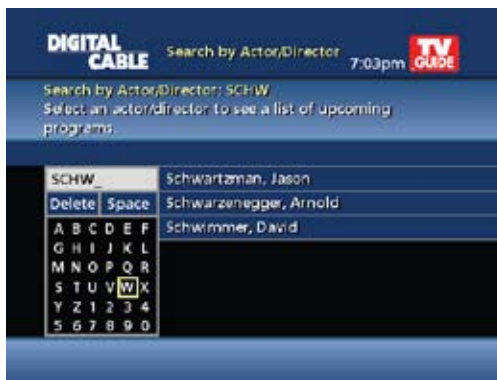 DIGITAL
CABLE
Search by Actor/Director
7:03pm
TV
GUIDE
Search by Actor/Director: SCHW
Select an actor/director to see a list of upcoming
programs.
SCHW_
Delete Space
A B C D E F
G H I J K L
M N O P Q R
S T U V W X
Y Z 1 2 3 4
5 6 7 8 9 0
Schwartzman, Jason
Schwarzenegger, Arnold
Schwimmer, David